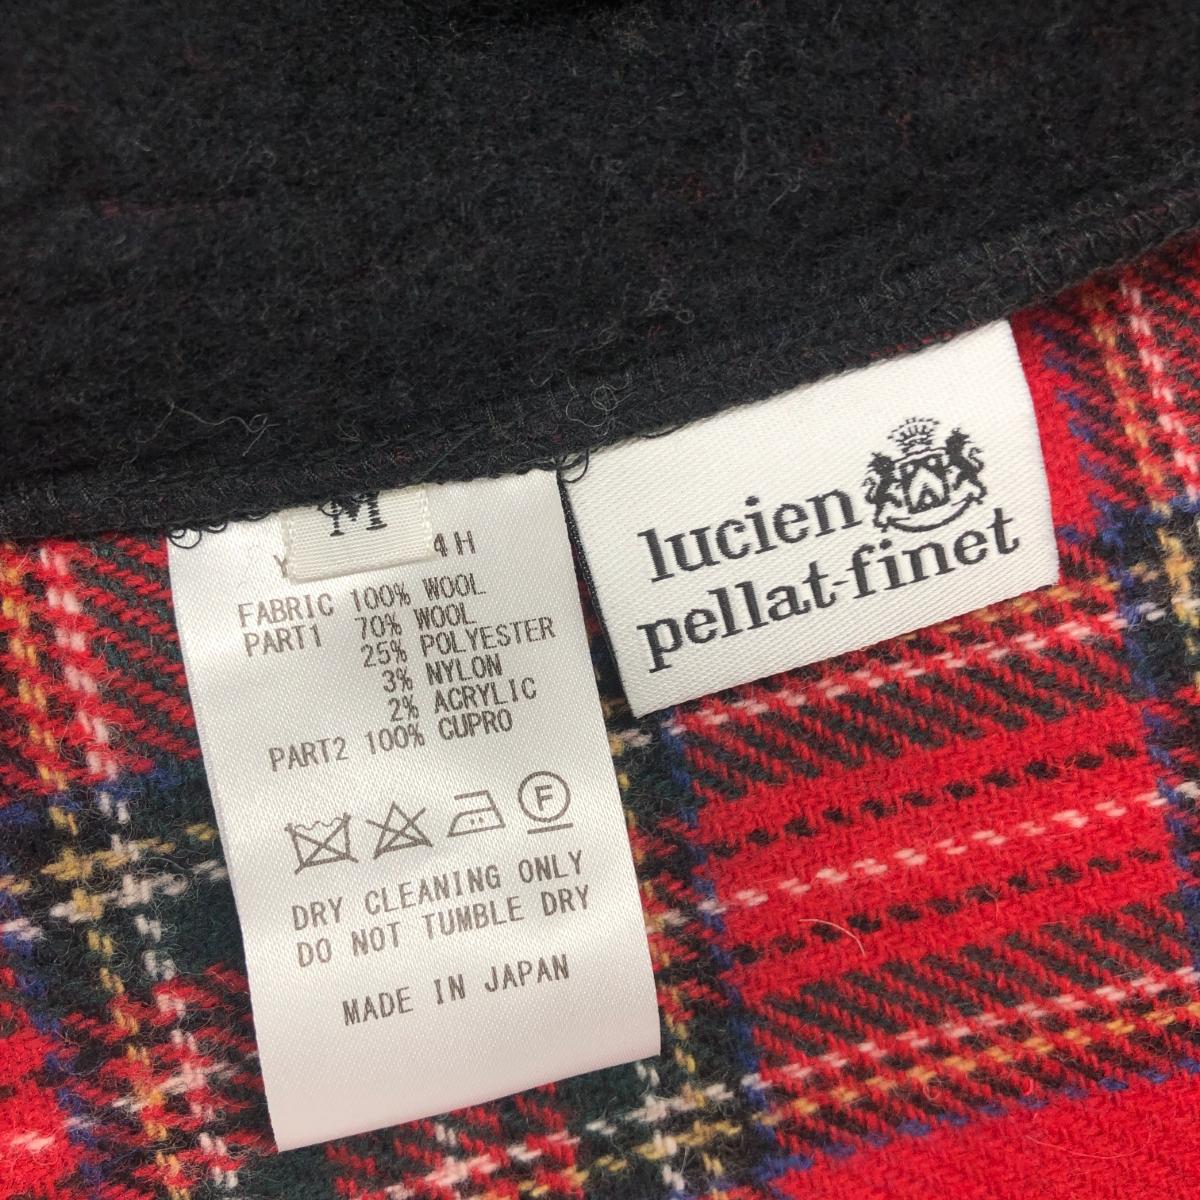 M
4H
FABRIC 100% WOOL
PART1 70% WOOL
25% POLYESTER
3% NYLON
2% ACRYLIC
PART2 100% CUPRO
F
DRY CLEANING ONLY
DO NOT TUMBLE DRY
MADE IN JAPAN
lucien
pellat-finet